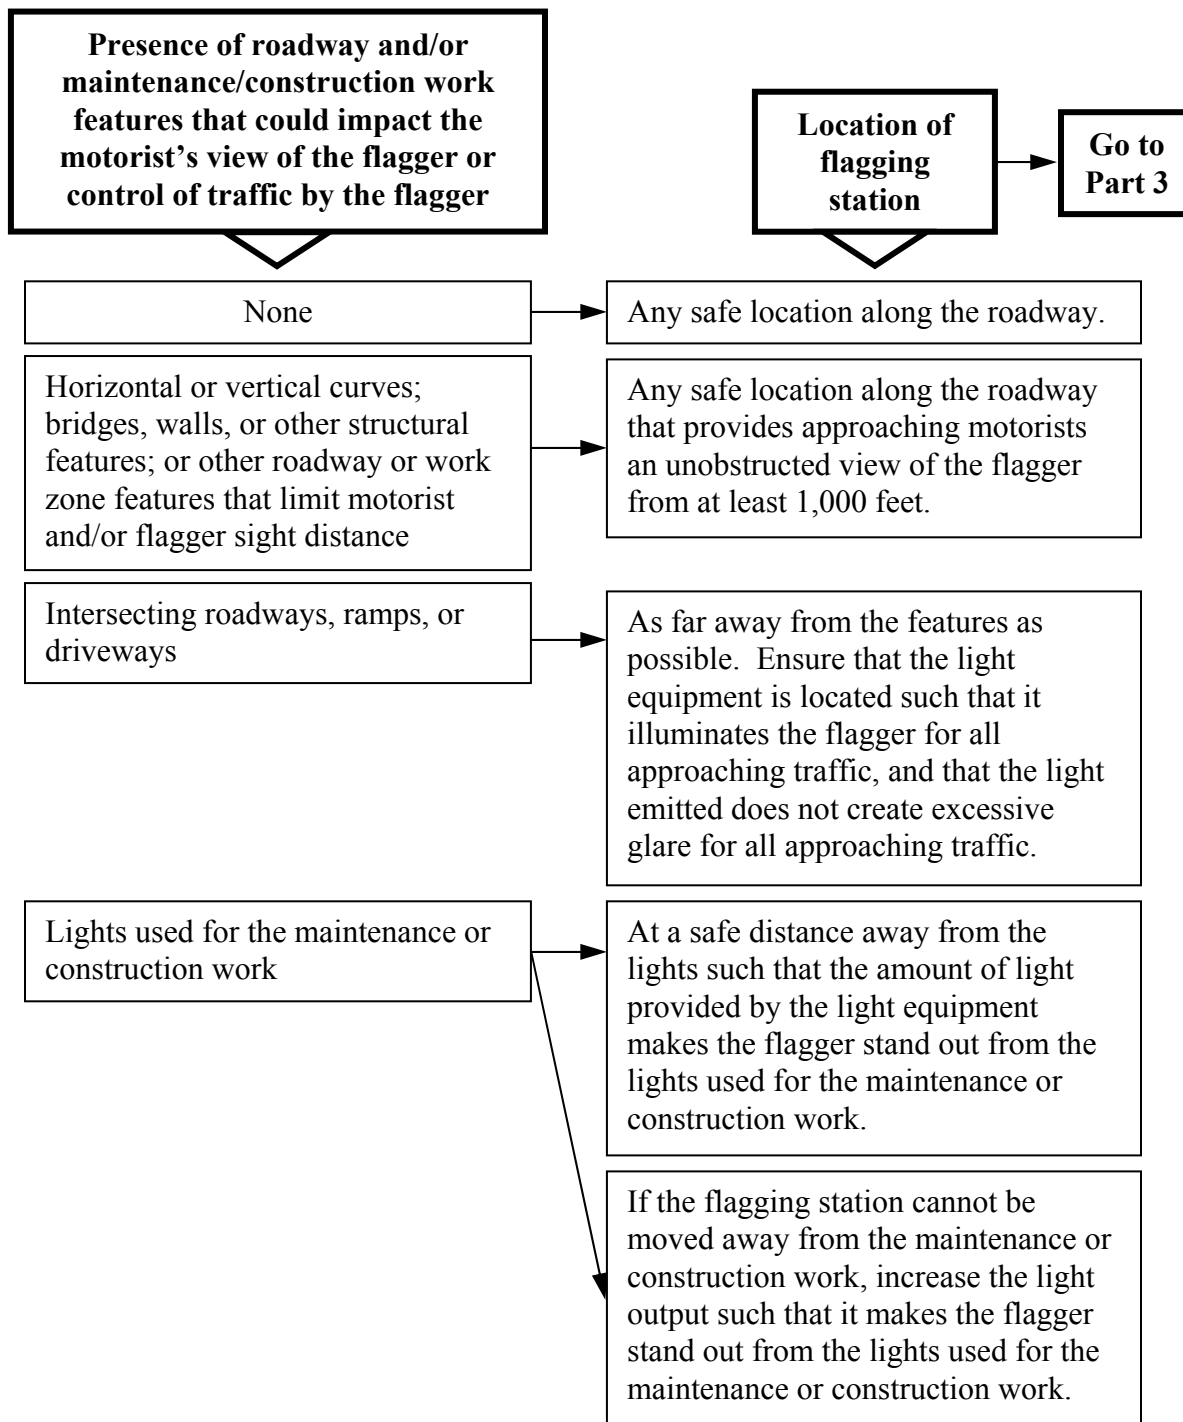 Presence of roadway and/or
maintenance/construction work
features that could impact the
motorist’s view of the flagger or
control of traffic by the flagger
Location of
flagging
station
Go to
Part 3
None
Any safe location along the roadway.
Horizontal or vertical curves;
bridges, walls, or other structural
features; or other roadway or work
zone features that limit motorist
and/or flagger sight distance
Any safe location along the roadway
that provides approaching motorists
an unobstructed view of the flagger
from at least 1,000 feet.
Intersecting roadways, ramps, or
driveways
As far away from the features as
possible.  Ensure that the light
equipment is located such that it
illuminates the flagger for all
approaching traffic, and that the light
emitted does not create excessive
glare for all approaching traffic.
Lights used for the maintenance or
construction work
At a safe distance away from the
lights such that the amount of light
provided by the light equipment
makes the flagger stand out from the
lights used for the maintenance or
construction work.
If the flagging station cannot be
moved away from the maintenance or
construction work, increase the light
output such that it makes the flagger
stand out from the lights used for the
maintenance or construction work.